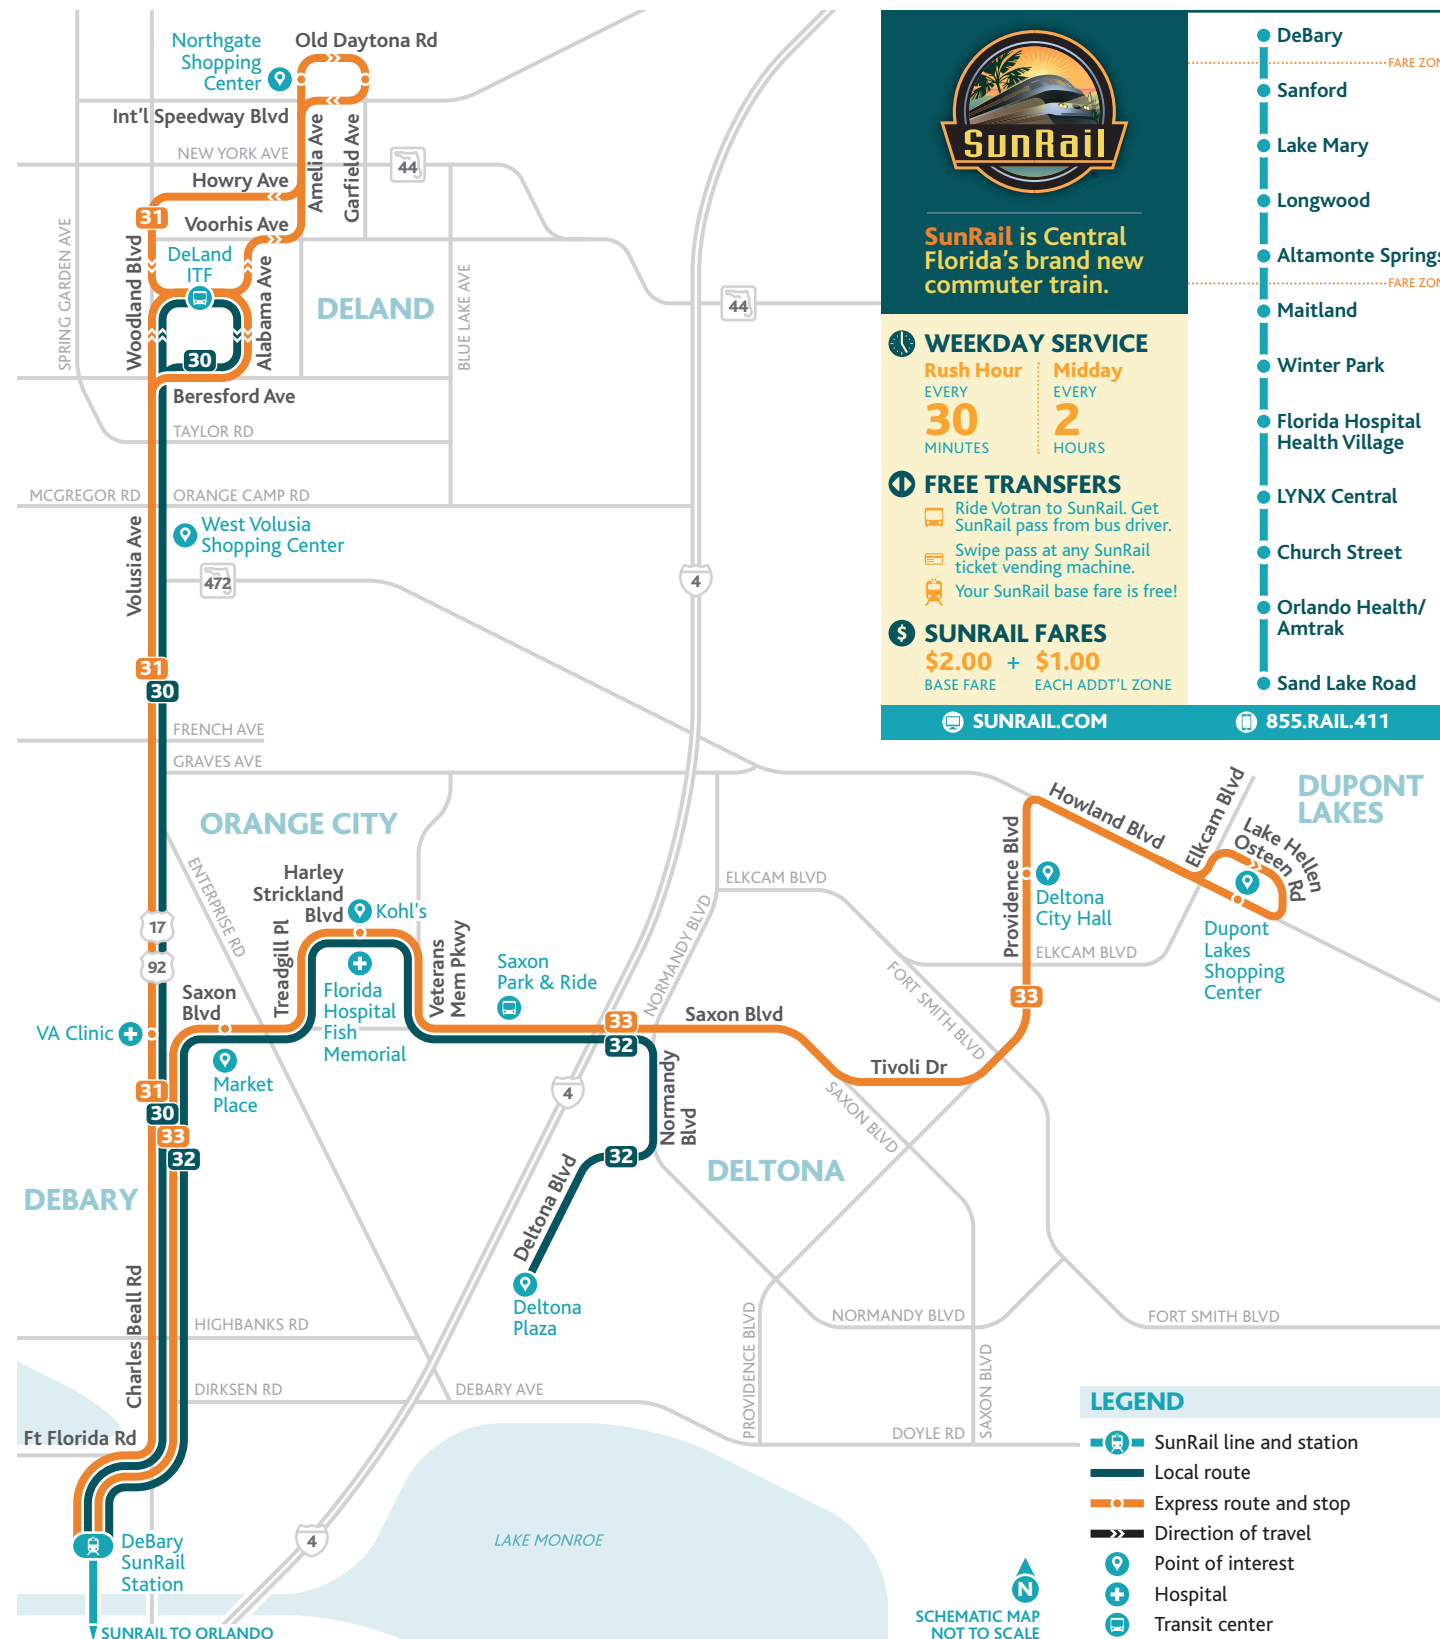 Northgate
Shopping
Center
Old Daytona Rd
Int'l Speedway Blvd
NEW YORK AVE
Howry Ave
Amelia Ave
Garfield Ave
44
31
Voorhis Ave
DeLand
ITF
SPRING GARDEN AVE
Woodland Blvd
Alabama Ave
DELAND
BLUE LAKE AVE
44
30
Beresford Ave
TAYLOR RD
MCGREGOR RD
ORANGE CAMP RD
Volusia Ave
West Volusia
Shopping Center
472
4
31
30
FRENCH AVE
GRAVES AVE
ORANGE CITY
ENTERPRISE RD
Harley
Strickland
Blvd
Kohl's
17
92
Treadgill Pl
Veterans
Mem Pkwy
Saxon
Blvd
Florida
Hospital
Fish
Memorial
Saxon
Park & Ride
VA Clinic
Market
Place
31
30
33
32
33
32
NORMANDY BLVD
ELKCAM BLVD
Saxon Blvd
Tivoli Dr
FORT SMITH BLVD
SAXON BLVD
33
Providence Blvd
Howland Blvd
Elkcam Blvd
Lake Hellen
Osteen Rd
DUPONT
LAKES
Deltona
City Hall
ELKCAM BLVD
Dupont
Lakes
Shopping
Center
4
Normandy
Blvd
32
Deltona Blvd
DELTONA
Deltona
Plaza
DEBARY
Charles Beall Rd
HIGHBANKS RD
DIRKSEN RD
DEBARY AVE
PROVIDENCE BLVD
NORMANDY BLVD
FORT SMITH BLVD
SAXON BLVD
DOYLE RD
Ft Florida Rd
DeBary
SunRail
Station
4
LAKE MONROE
SUNRAIL TO ORLANDO
N
SCHEMATIC MAP
NOT TO SCALE
SunRail
SunRail is Central
Florida's brand new
commuter train.
WEEKDAY SERVICE
Rush Hour
EVERY
30
MINUTES
Midday
EVERY
2
HOURS
FREE TRANSFERS
Ride Votran to SunRail. Get
SunRail pass from bus driver.
Swipe pass at any SunRail
ticket vending machine.
Your SunRail base fare is free!
$ SUNRAIL FARES
$2.00 + $1.00
BASE FARE EACH ADDT'L ZONE
SUNRAIL.COM
855.RAIL.411
DeBary
FARE ZON
Sanford
Lake Mary
Longwood
Altamonte Springs
FARE ZON
Maitland
Winter Park
Florida Hospital
Health Village
LYNX Central
Church Street
Orlando Health/
Amtrak
Sand Lake Road
LEGEND
SunRail line and station
Local route
Express route and stop
Direction of travel
Point of interest
Hospital
Transit center